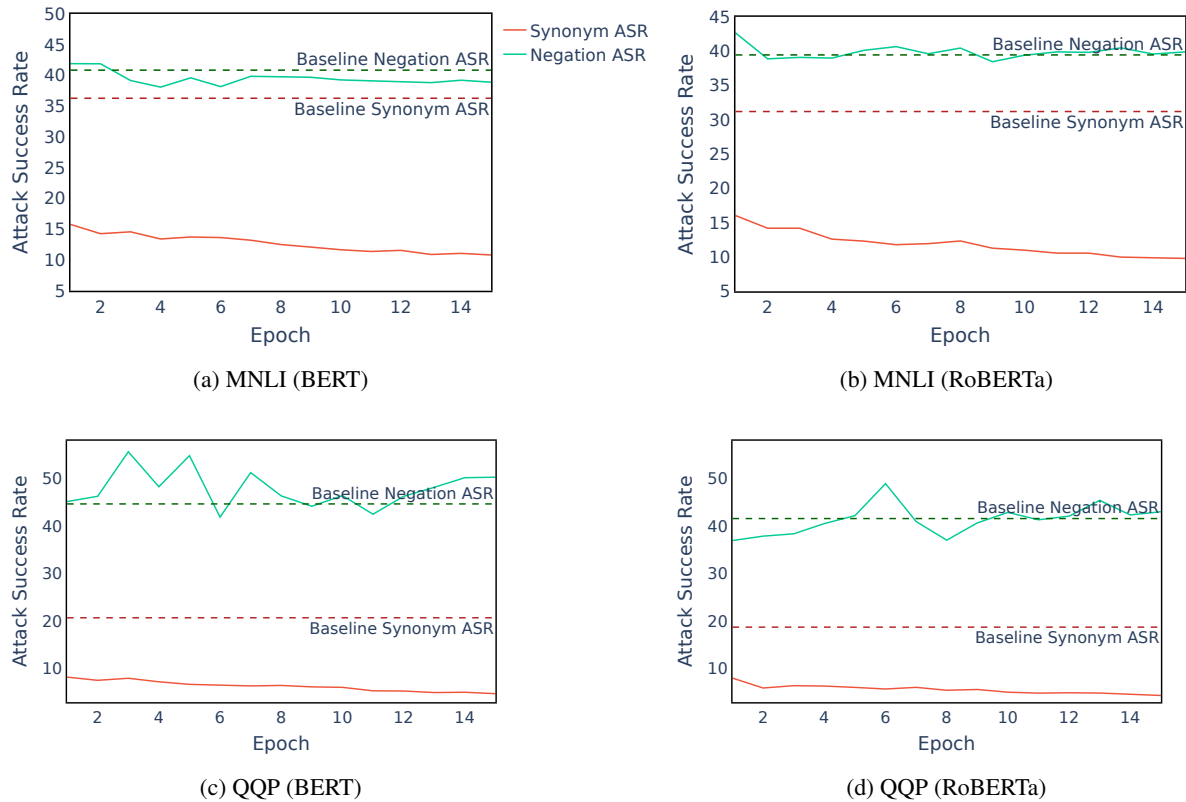 50
45
40
35
30
25
20
15
10
5
Attack Success Rate
Baseline Negation ASR
Baseline Synonym ASR
2 4 6 8 10 12 14
Epoch
Synonym ASR
Negation ASR
(a) MNLI (BERT)
45
40
35
30
25
20
15
10
5
Attack Success Rate
Baseline Negation ASR
Baseline Synonym ASR
2 4 6 8 10 12 14
Epoch
(b) MNLI (RoBERTa)
50
40
30
20
10
Attack Success Rate
Baseline Negation ASR
Baseline Synonym ASR
2 4 6 8 10 12 14
Epoch
(c) QQP (BERT)
50
40
30
20
10
Attack Success Rate
Baseline Negation ASR
Baseline Synonym ASR
2 4 6 8 10 12 14
Epoch
(d) QQP (RoBERTa)